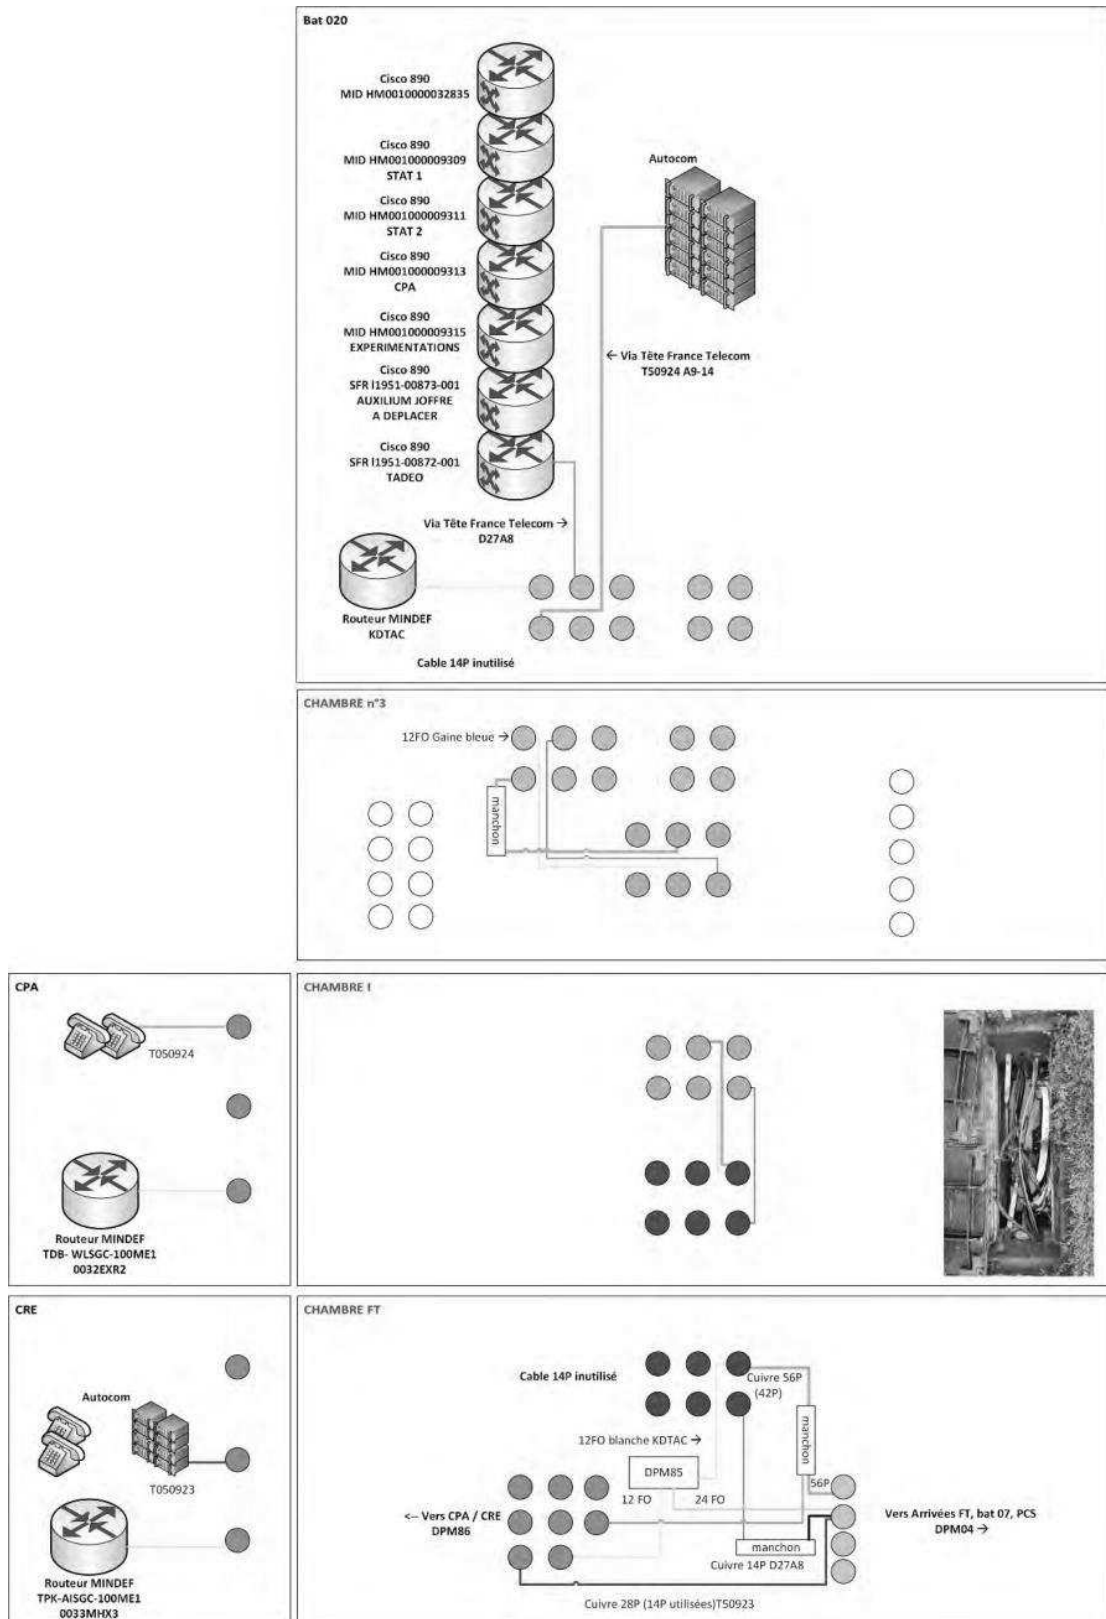 Bat 020
Cisco 890
MID HM0010000032835
Cisco 890
MID HM001000009309
STAT 1
Cisco 890
MID HM001000009311
STAT 2
Cisco 890
MID HM001000009313
CPA
Cisco 890
MID HM001000009315
EXPERIMENTATIONS
Cisco 890
SFR I1951-00873-001
AUXILIUM JOFFRE
A DEPLACER
Cisco 890
SFR I1951-00872-001
TADEO
Autocom
← Via Tête France Telecom
T50924 A9-14
Via Tête France Telecom →
D27A8
Routeur MINDEF
KDTAC
Cable 14P inutilisé
CHAMBRE n°3
12FO Gaine bleue →
manchon
CPA
T050924
Routeur MINDEF
TDB- WLSGC-100ME1
0032EXR2
CHAMBRE I
CRE
Autocom
T050923
Routeur MINDEF
TPK-AISGC-100ME1
0033MHX3
CHAMBRE FT
Cable 14P inutilisé
Cuivre 56P
(42P)
manchon
12FO blanche KDTAC →
DPM85
56P
12 FO
24 FO
<-- Vers CPA / CRE
DPM86
Vers Arrivées FT, bat 07, PCS
DPM04 →
manchon
Cuivre 14P D27A8
Cuivre 28P (14P utilisées)T50923